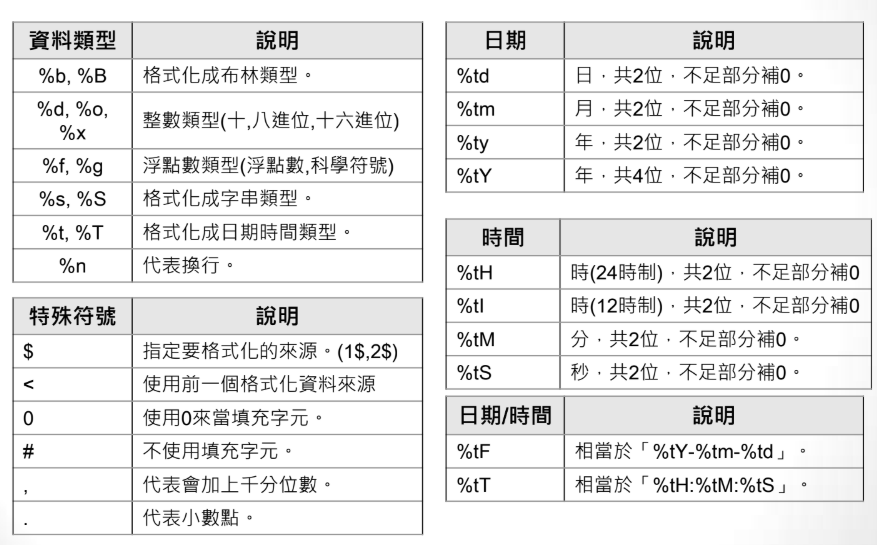 資料類型 說明
%b, %B 格式化成布林類型。
%d, %o,
%x 整數類型(十,八進位,十六進位)
%f, %g 浮點數類型(浮點數,科學符號)
%s, %S 格式化成字串類型。
%t, %T 格式化成日期時間類型。
%n 代表換行。
特殊符號 說明
$ 指定要格式化的來源。(1$,2$)
< 使用前一個格式化資料來源
0 使用0來當填充字元。
# 不使用填充字元。
, 代表會加上千分位數。
. 代表小數點。
日期 說明
%td 日,共2位,不足部分補0。
%tm 月,共2位,不足部分補0。
%ty 年,共2位,不足部分補0。
%tY 年,共4位,不足部分補0。
時間 說明
%tH 時(24時制),共2位,不足部分補0
%tI 時(12時制),共2位,不足部分補0
%tM 分,共2位,不足部分補0。
%tS 秒,共2位,不足部分補0。
日期/時間 說明
%tF 相當於「%tY-%tm-%td」。
%tT 相當於「%tH:%tM:%tS」。